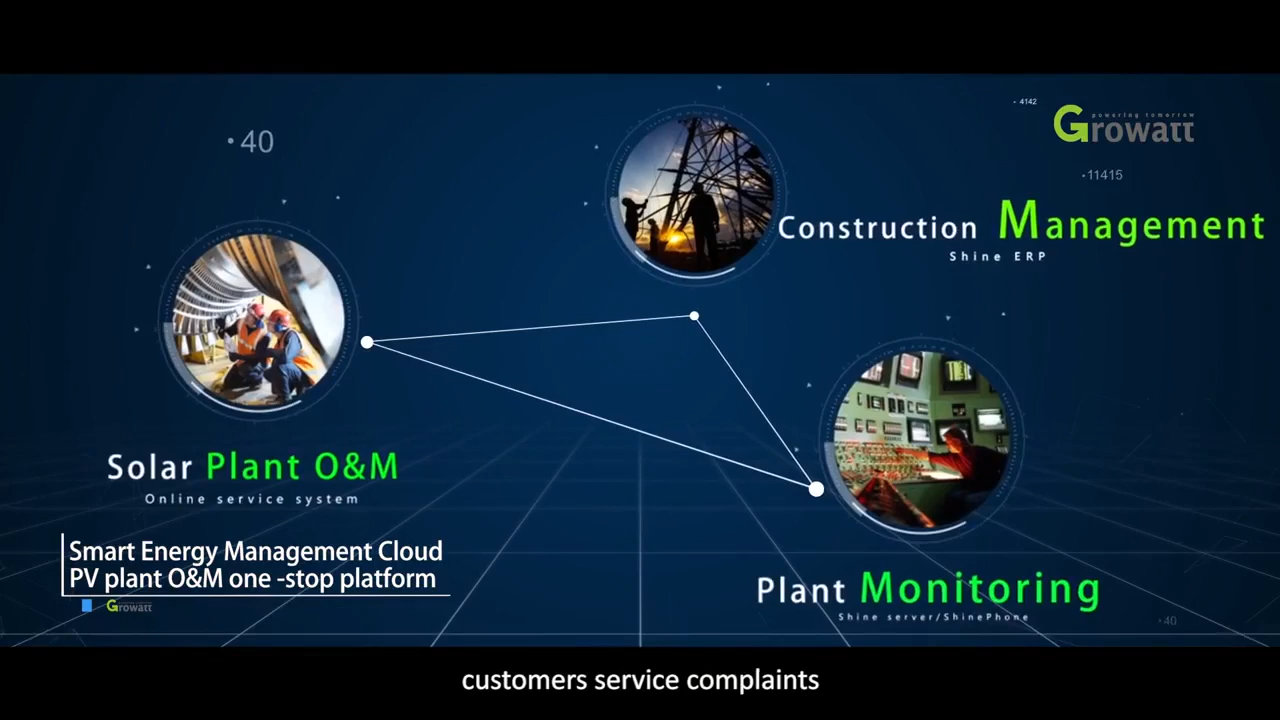 4142
powering tomorrow
Growatt
40
11415
Construction Management
Shine ERP
Solar Plant O&M
Online service system
Smart Energy Management Cloud
PV plant O&M one -stop platform
Growatt
Plant Monitoring
Shine server/ShinePhone
40
customers service complaints